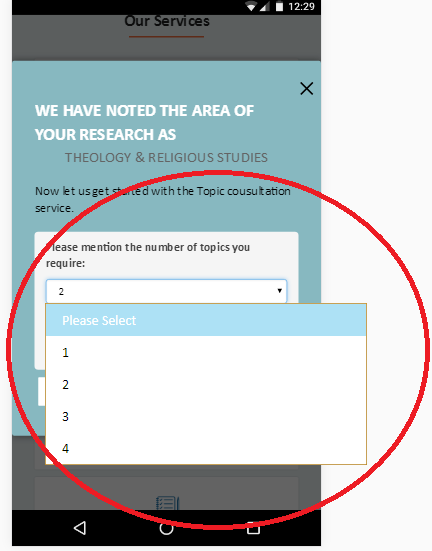 12:29
Our Services
WE HAVE NOTED THE AREA OF
YOUR RESEARCH AS
THEOLOGY & RELIGIOUS STUDIES
Now let us get started with the Topic cousultation
service.
Please mention the number of topics you
require:
2
Please Select
1
2
3
4